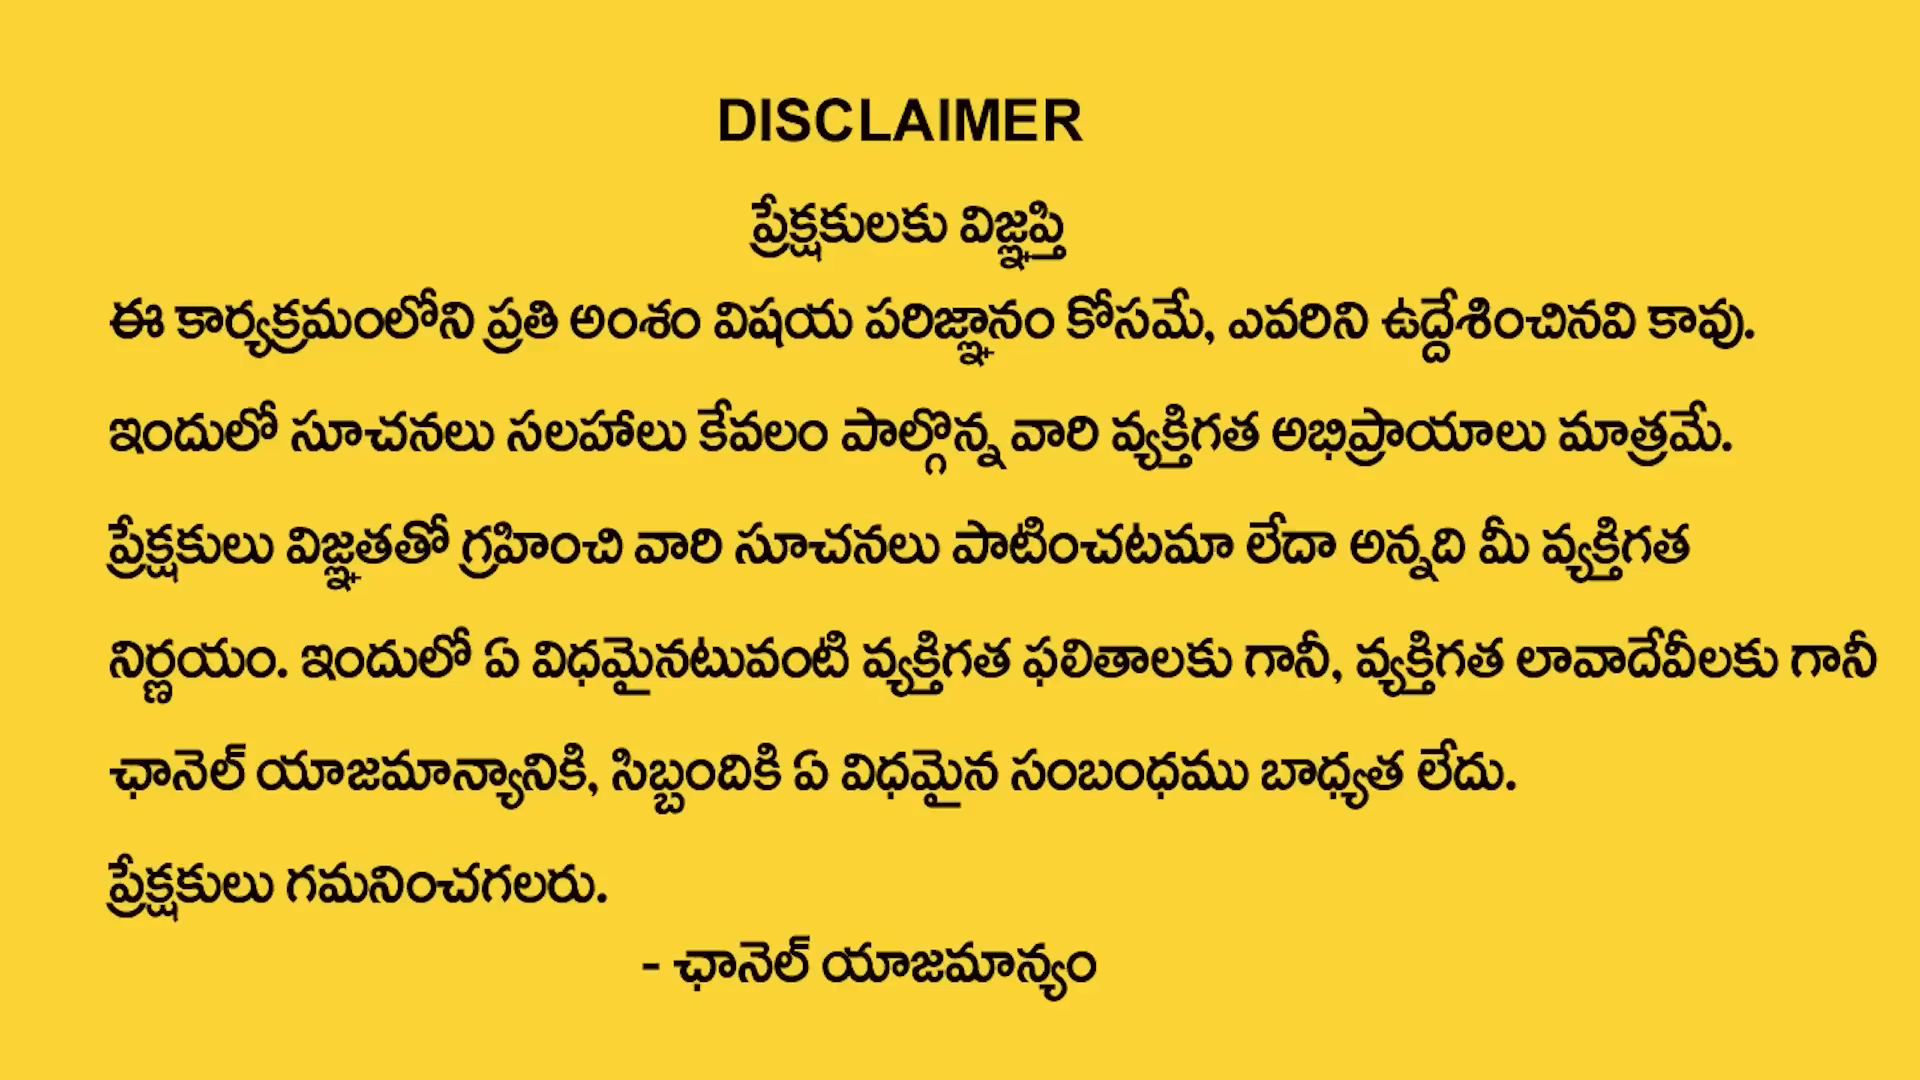 DISCLAIMER
ప్రేక్షకులకు విజ్ఞప్తి
ఈ కార్యక్రమంలోని ప్రతి అంశం విషయ పరిజ్ఞానం కోసమే, ఎవరిని ఉద్దేశించినవి కావు.
ఇందులో సూచనలు సలహాలు కేవలం పాల్గొన్న వారి వ్యక్తిగత అభిప్రాయాలు మాత్రమే.
ప్రేక్షకులు విజ్ఞతతో గ్రహించి వారి సూచనలు పాటించటమా లేదా అన్నది మీ వ్యక్తిగత
నిర్ణయం. ఇందులో ఏ విధమైనటువంటి వ్యక్తిగత ఫలితాలకు గానీ, వ్యక్తిగత లావాదేవీలకు గానీ
ఛానెల్ యాజమాన్యానికి, సిబ్బందికి ఏ విధమైన సంబంధము బాధ్యత లేదు.
ప్రేక్షకులు గమనించగలరు.
- ఛానెల్ యాజమాన్యం